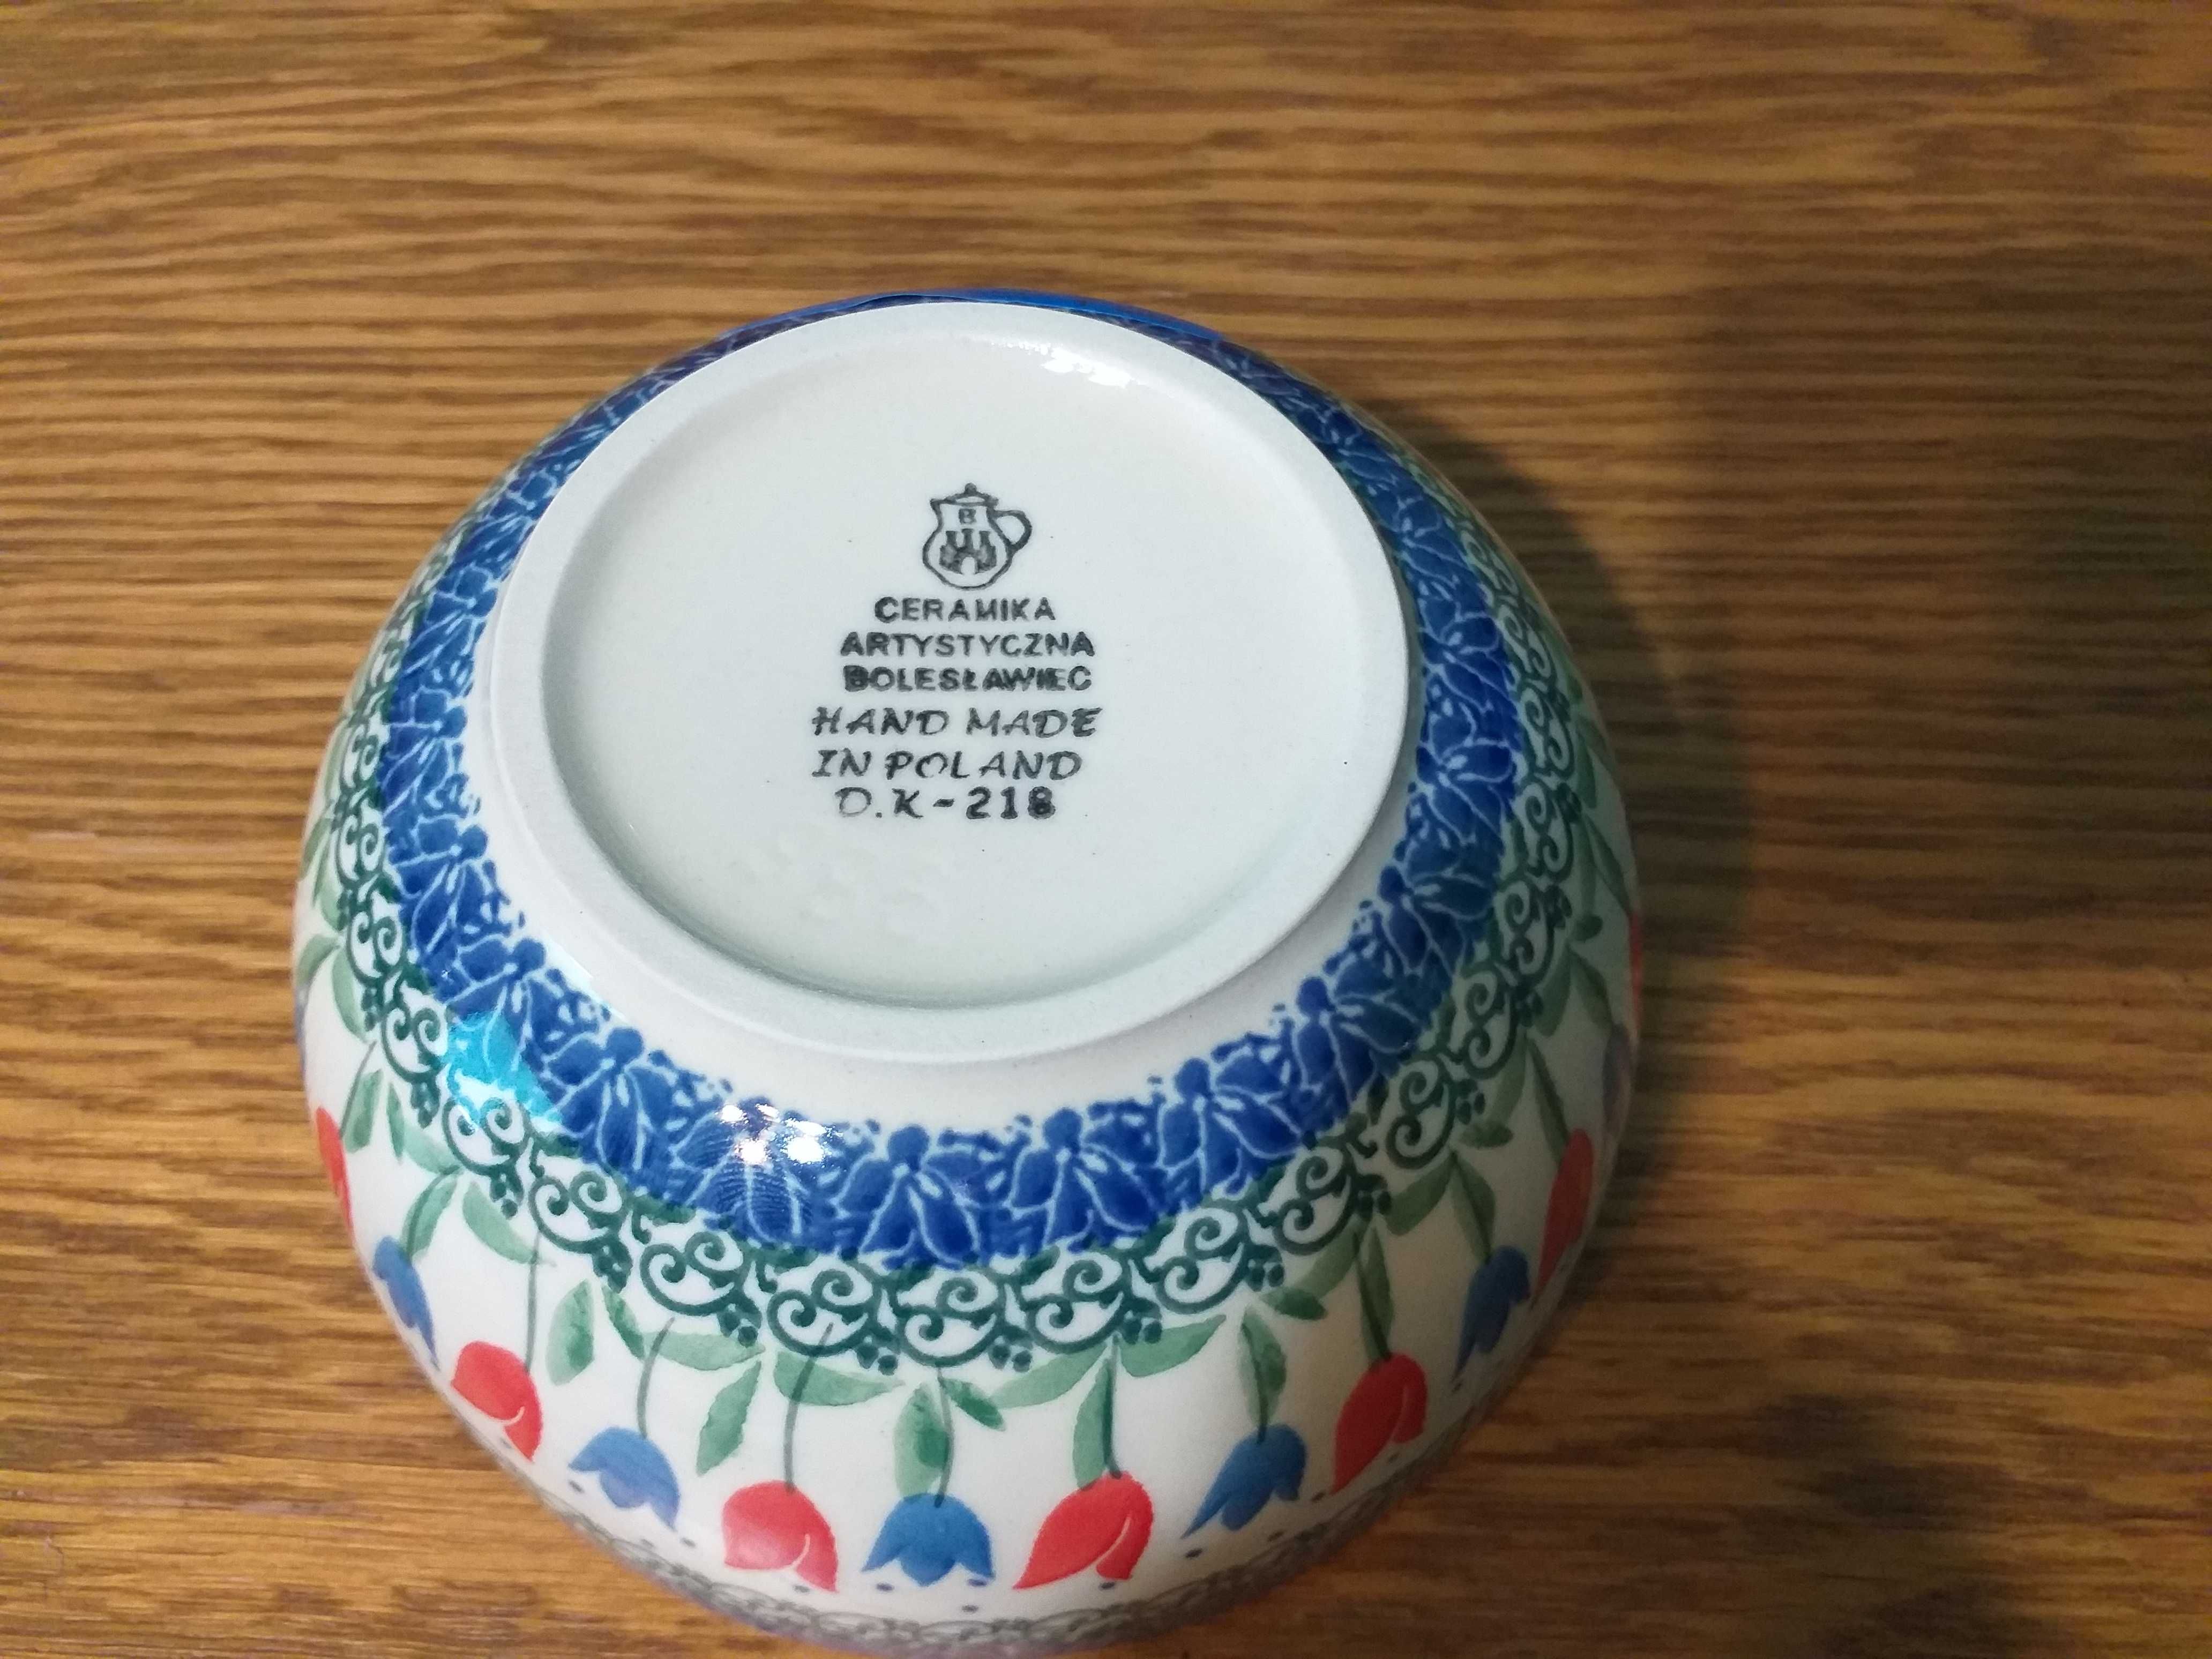 B
CERAMIKA
ARTYSTYCZNA
BOLESŁAWIEC
HAND MADE
IN POLAND
D.K-218